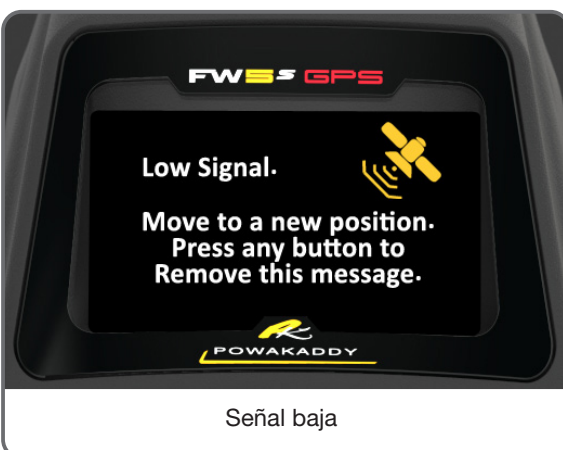 FW5s GPS
Low Signal.
Move to a new position.
Press any button to
Remove this message.
POWAKADDY
Señal baja